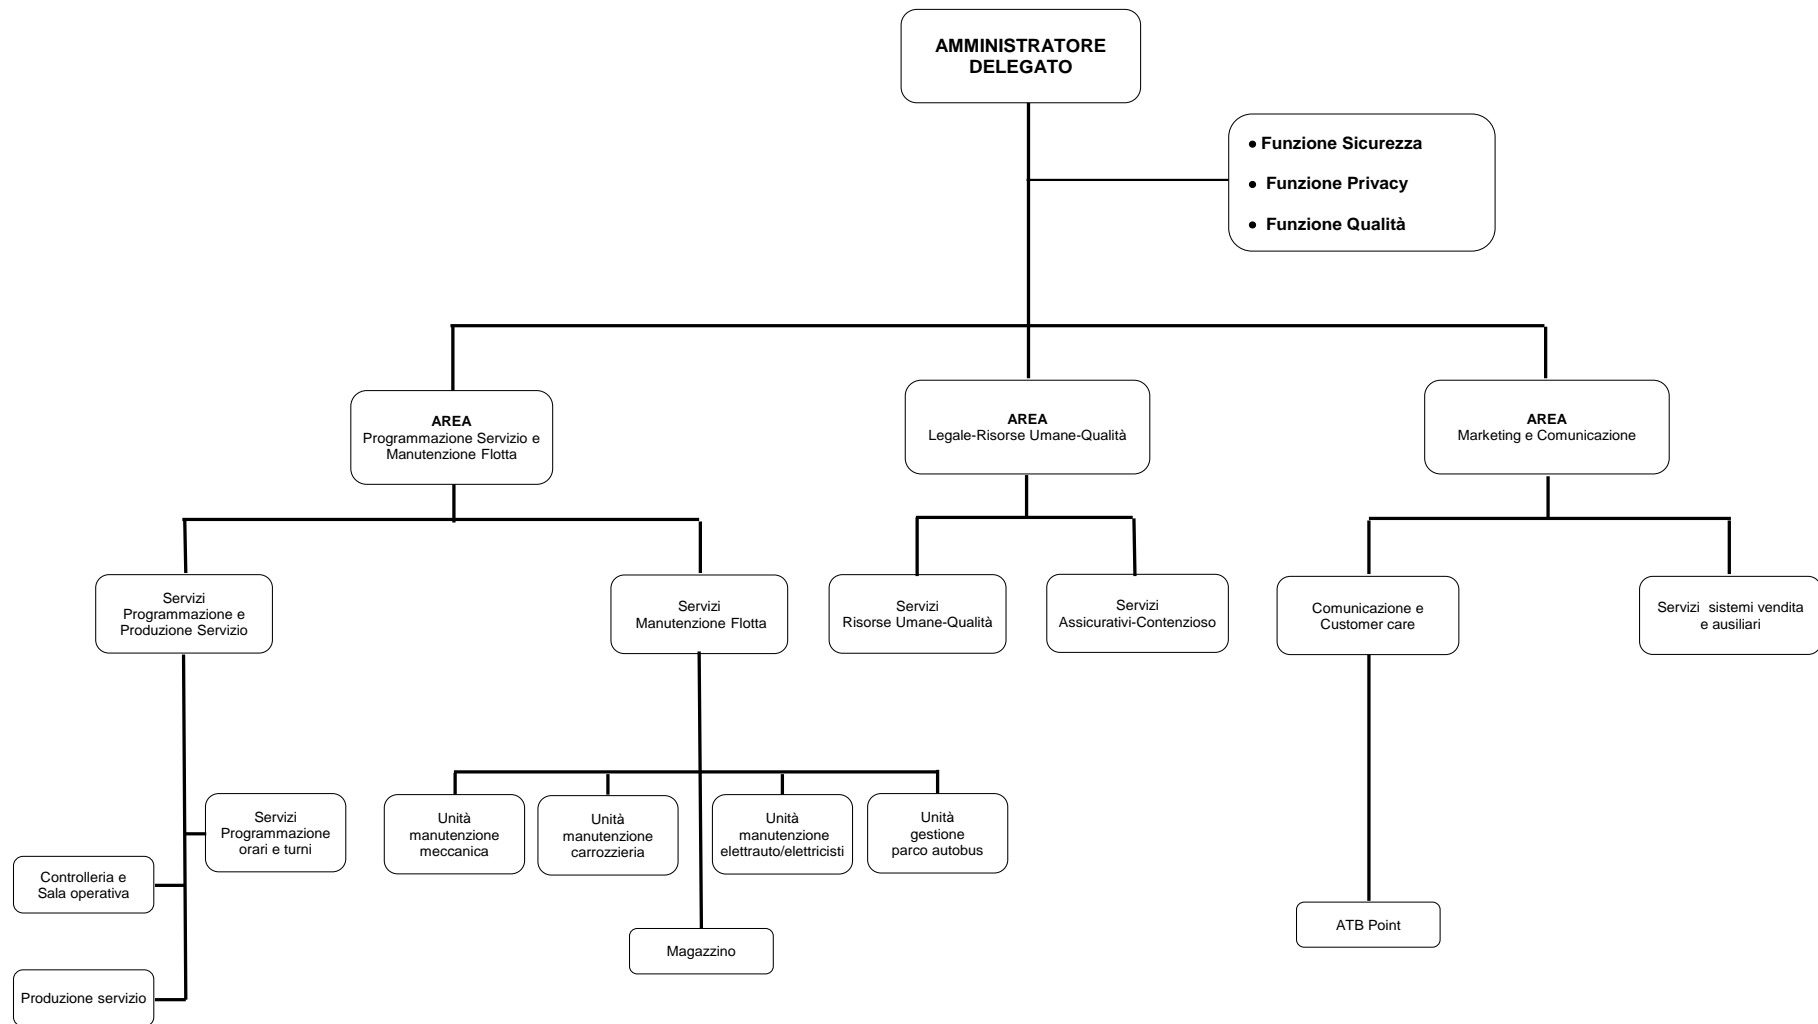 AMMINISTRATORE
DELEGATO
• Funzione Sicurezza
• Funzione Privacy
• Funzione Qualità
AREA
Programmazione Servizio e
Manutenzione Flotta
AREA
Legale-Risorse Umane-Qualità
AREA
Marketing e Comunicazione
Servizi
Programmazione e
Produzione Servizio
Servizi
Manutenzione Flotta
Servizi
Risorse Umane-Qualità
Servizi
Assicurativi-Contenzioso
Comunicazione e
Customer care
Servizi sistemi vendita
e ausiliari
Servizi
Programmazione
orari e turni
Unità
manutenzione
meccanica
Unità
manutenzione
carrozzieria
Unità
manutenzione
elettrauto/elettricisti
Unità
gestione
parco autobus
Controlleria e
Sala operativa
ATB Point
Magazzino
Produzione servizio